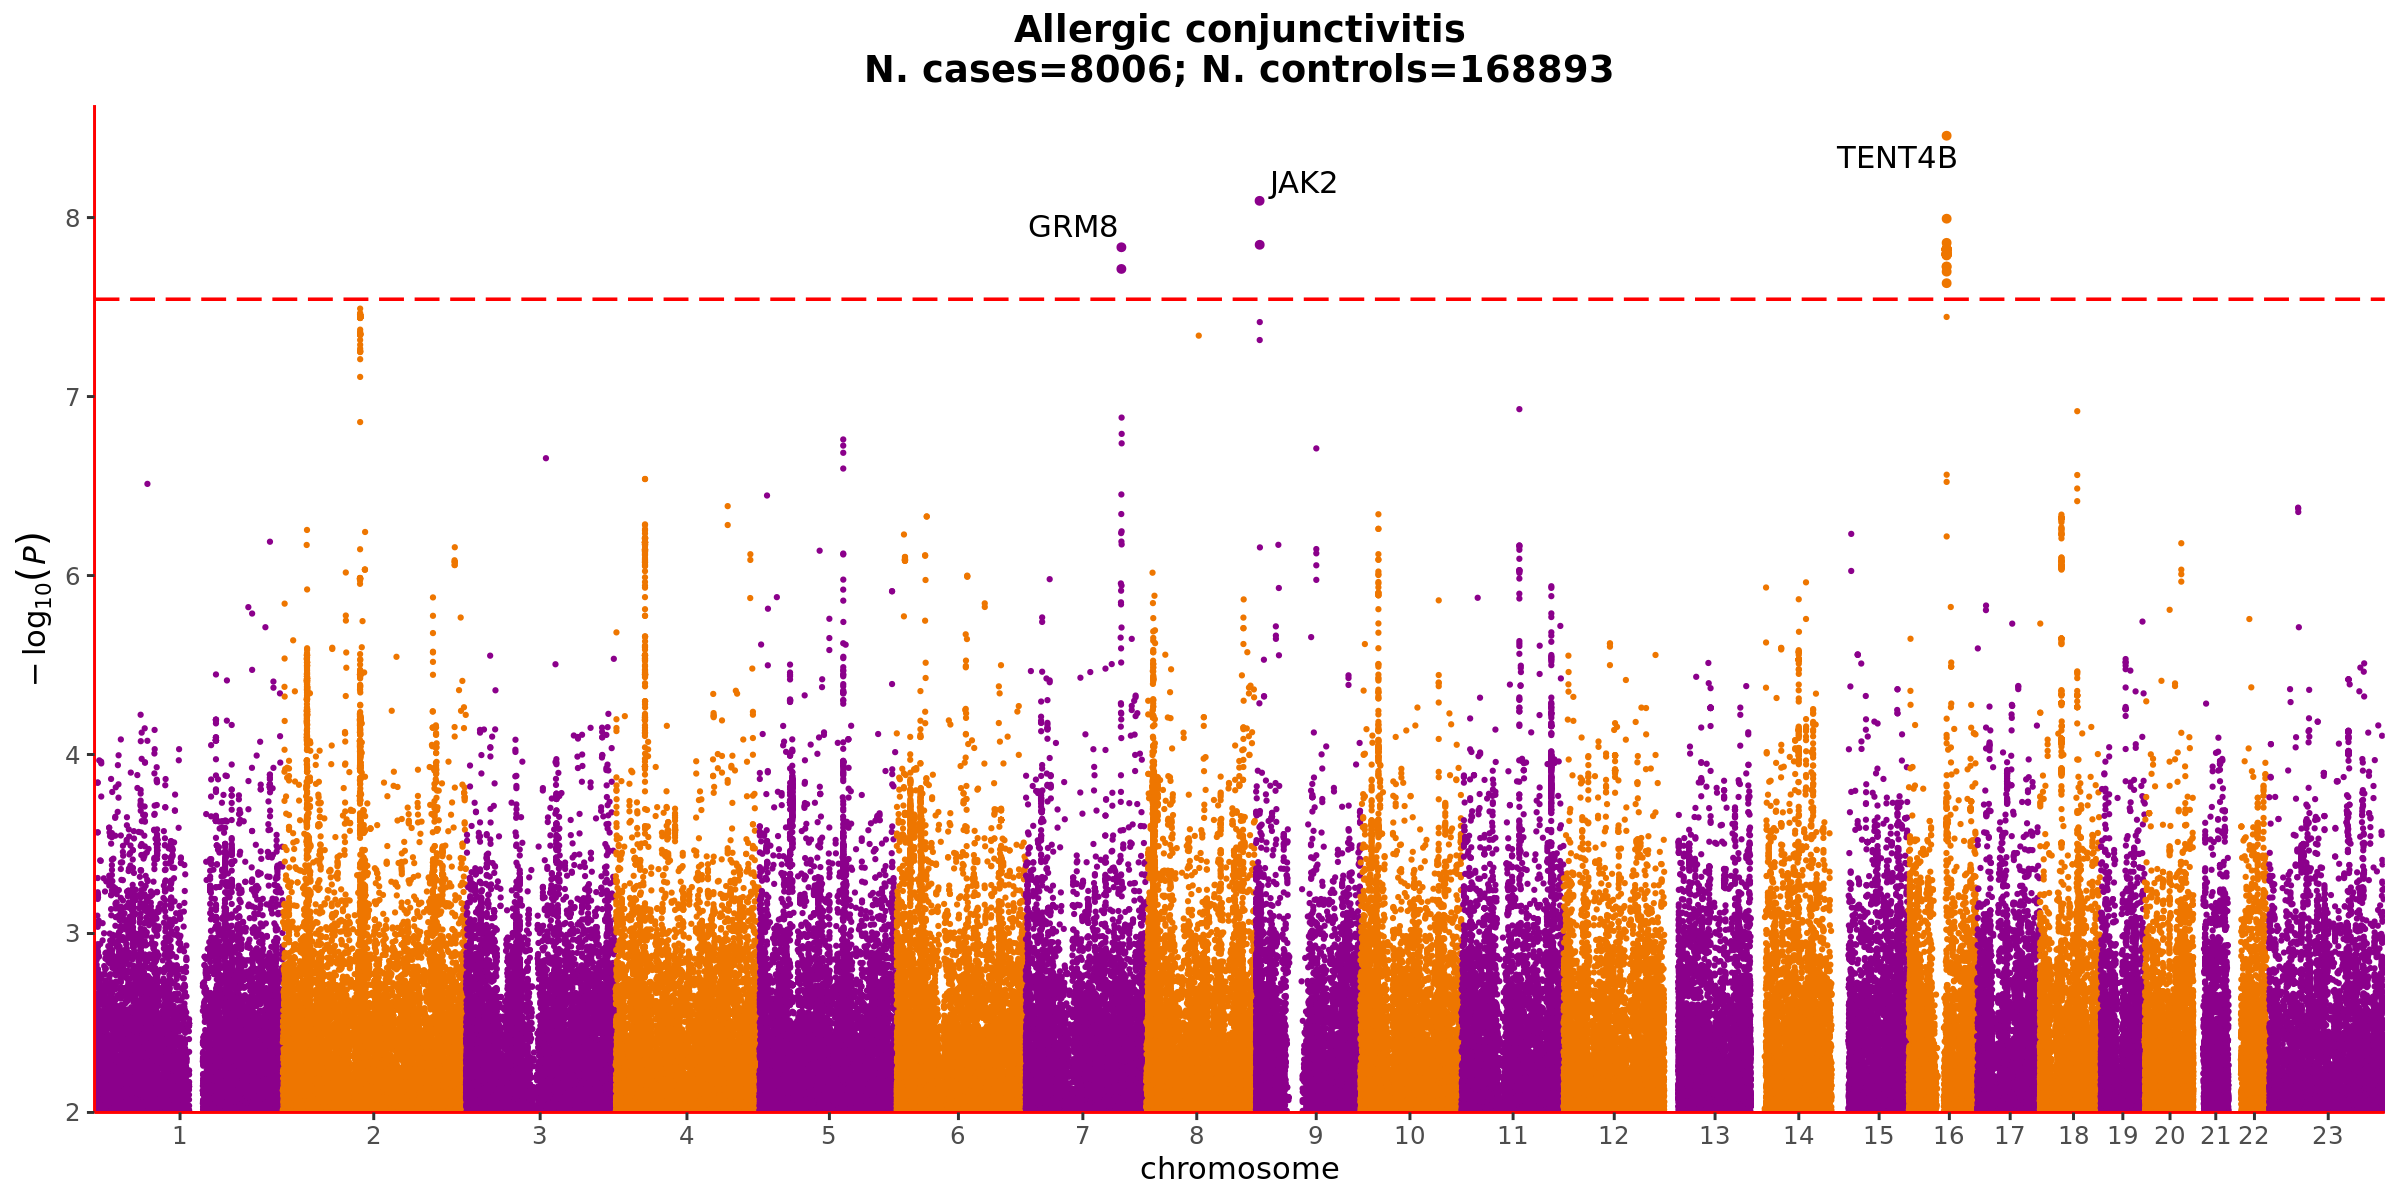 Allergic conjunctivitis
N. cases=8006; N. controls=168893
TENT4B
JAK2
GRM8
8
7
6
5
4
3
2
−log10(P)
1 2 3 4 5 6 7 8 9 10 11 12 13 14 15 16 17 18 19 20 21 22 23
chromosome